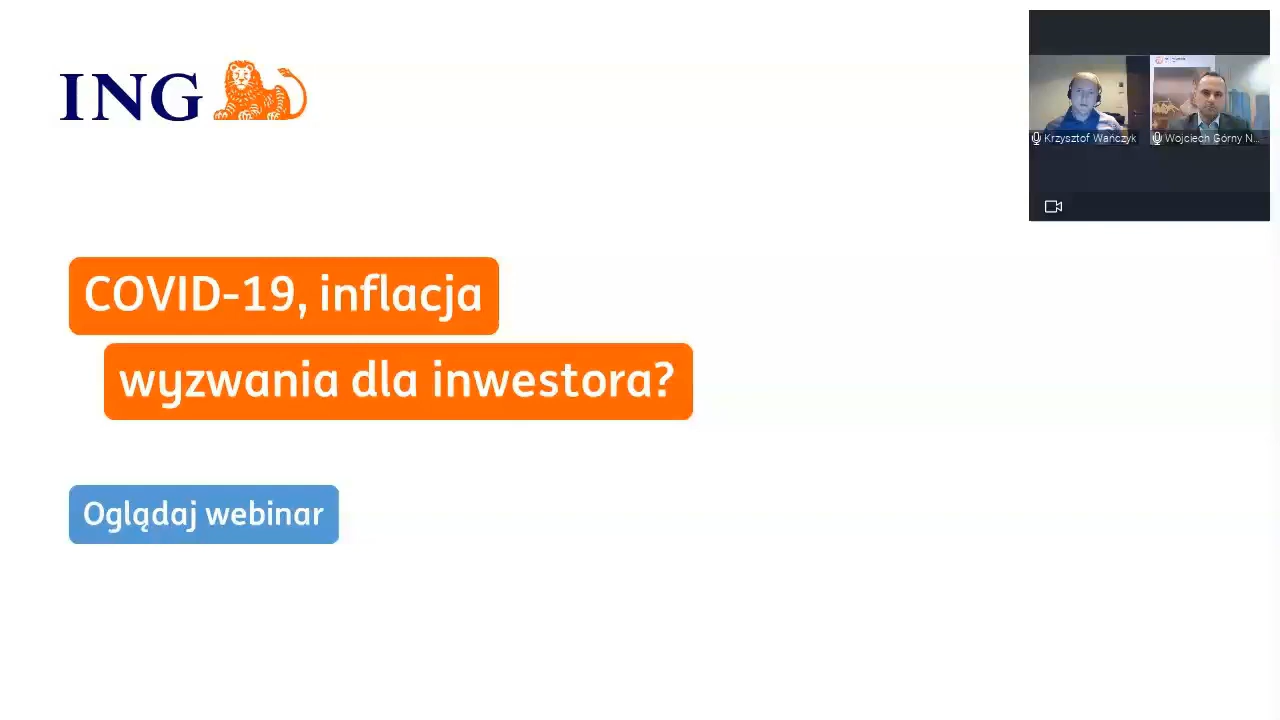 ING
Krzysztof Wańczyk
Wojciech Górny N...
COVID-19, inflacja
wyzwania dla inwestora?
Oglądaj webinar